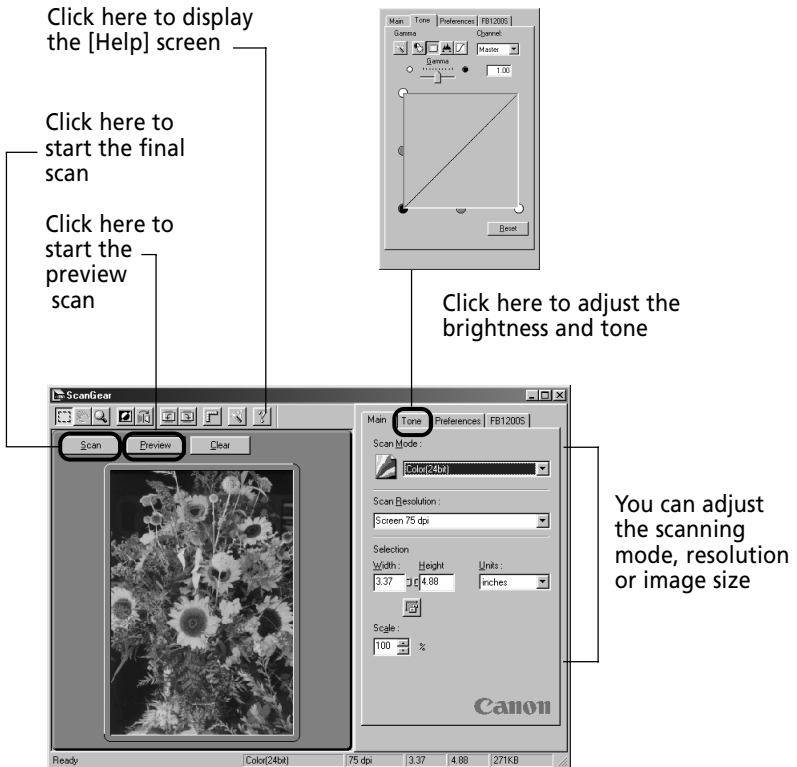 Click here to display
the [Help] screen
Main Tone Preferences FB1200S
Gamma Channel:
Master
Gamma
1.00
Reset
Click here to
start the final
scan
Click here to
start the
preview
scan
Click here to adjust the
brightness and tone
ScanGear
Scan Preview Clear
Main Tone Preferences FB1200S
Scan Mode :
Color(24bit)
Scan Resolution :
Screen 75 dpi
Selection
Width : Height Units :
3.37 4.88 inches
Scale :
100 %
Canon
You can adjust
the scanning
mode, resolution
or image size
Ready Color(24bit) 75 dpi 3.37 4.88 271KB